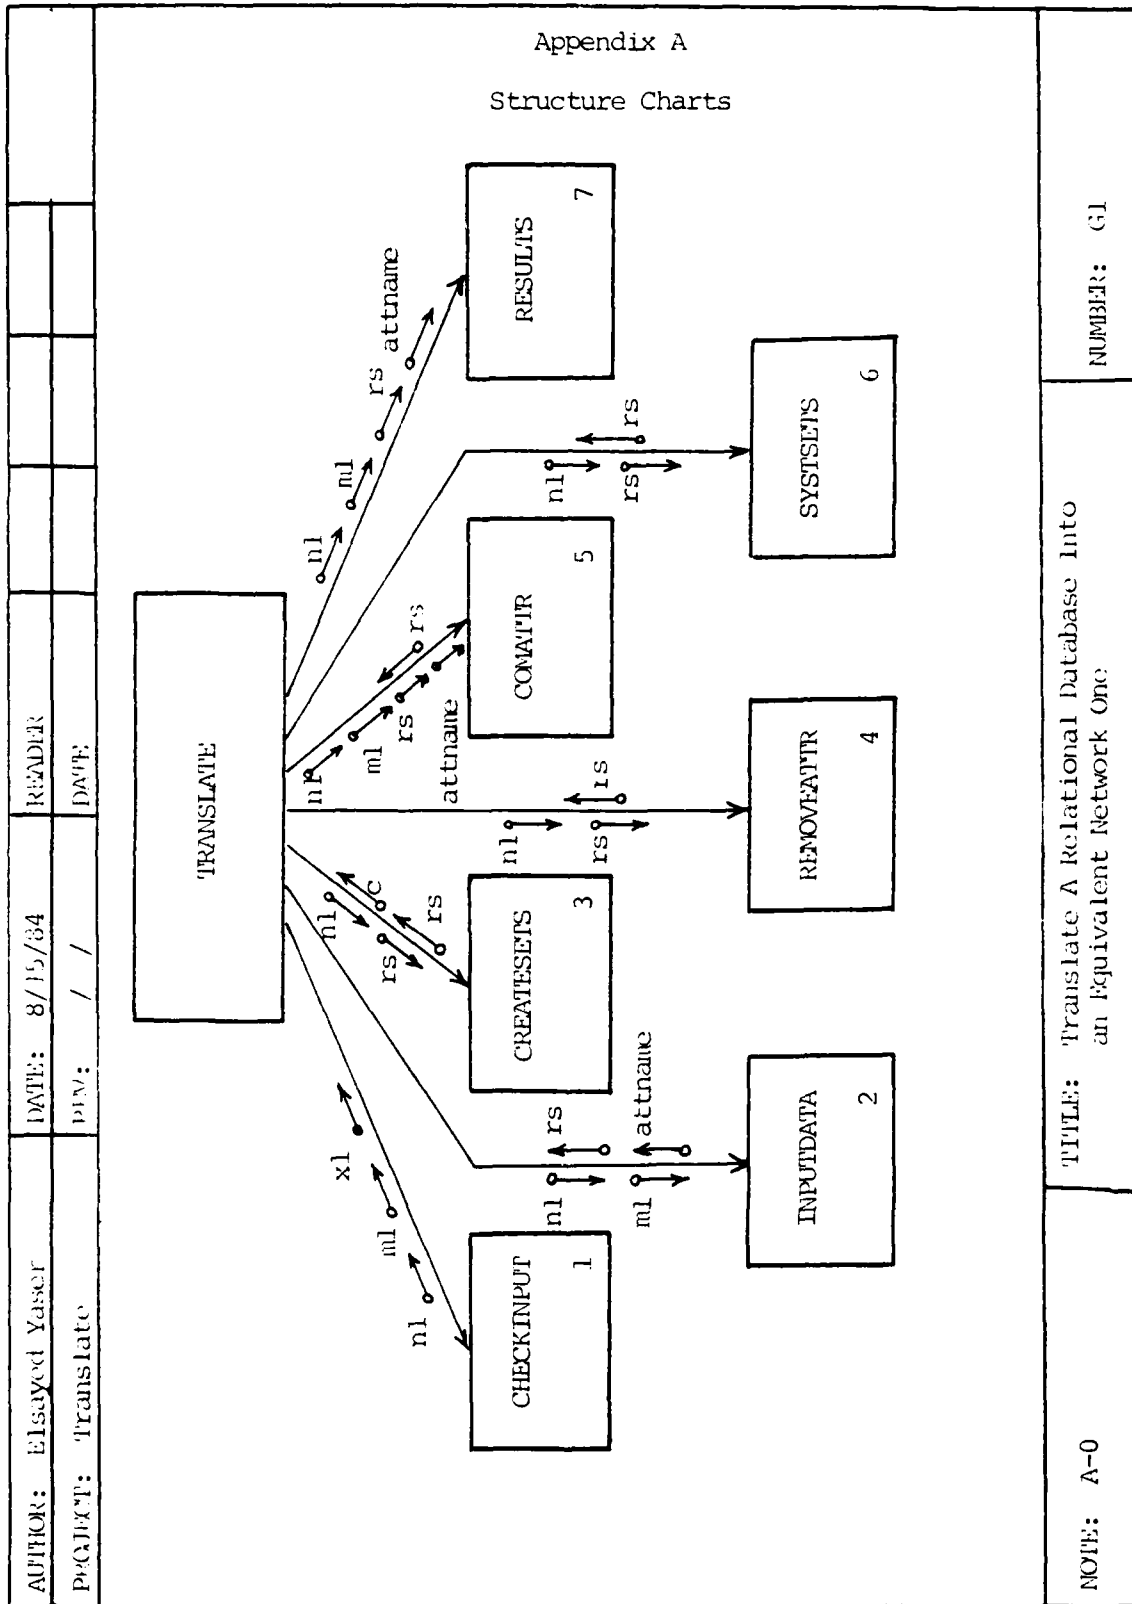 Appendix A
Structure Charts
AUTHOR: Elsayed Yaser
DATE: 8/15/84
READER
PROJECT: Translate
REV: / /
DATE
TRANSLATE
nl
ml
xl
nl
rs
c
rs
nl
ml
rs
attname
rs
nl
ml
rs
attname
CHECKINPUT
1
CREATESETS
3
COMATTR
5
RESULTS
7
nl
rs
ml
attname
nl
rs
rs
nl
rs
rs
INPUTDATA
2
REMOVEATTR
4
SYSTSETS
6
NOTE: A-0
TITLE: Translate A Relational Database Into
an Equivalent Network One
NUMBER: G1